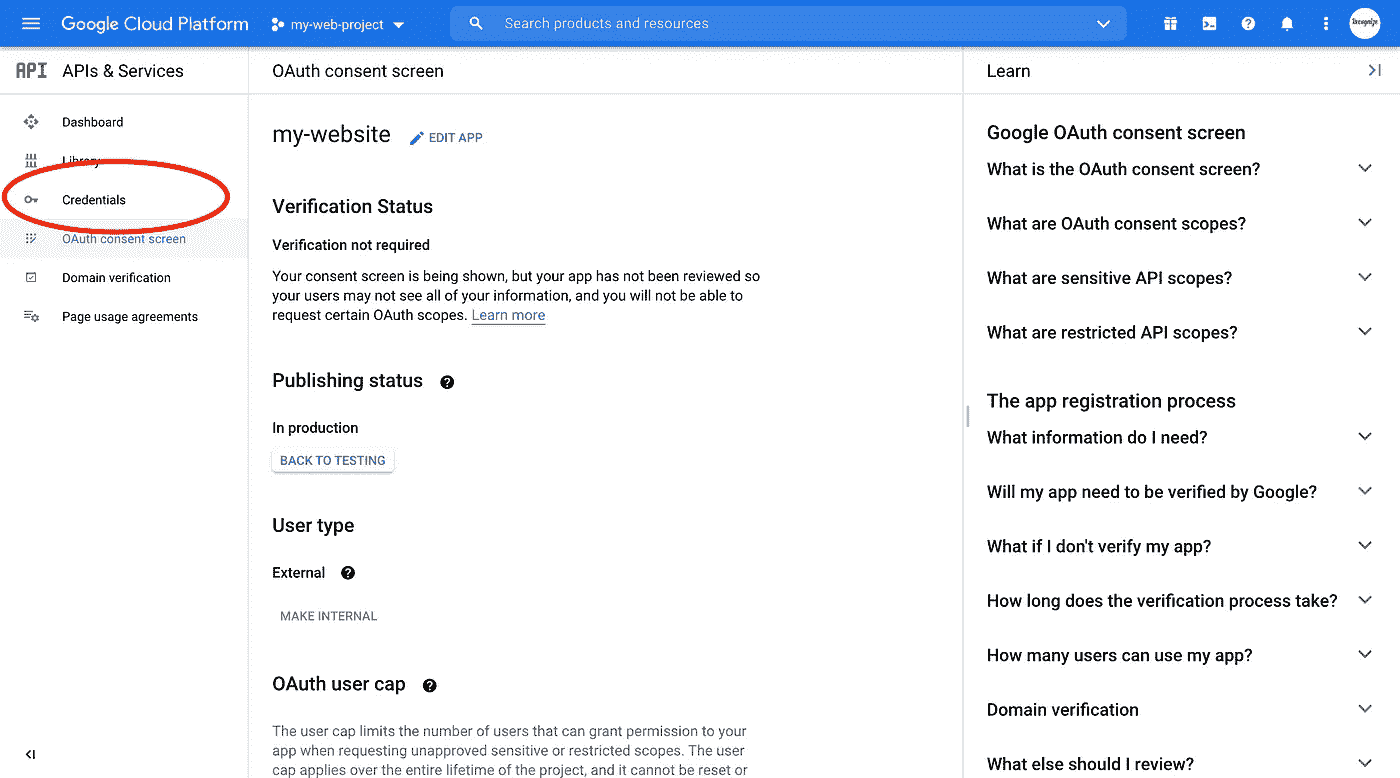 Google Cloud Platform
my-web-project
Search products and resources
API
APIs & Services
OAuth consent screen
Learn
Dashboard
Library
Credentials
OAuth consent screen
Domain verification
Page usage agreements
my-website
EDIT APP
Verification Status
Verification not required
Your consent screen is being shown, but your app has not been reviewed so
your users may not see all of your information, and you will not be able to
request certain OAuth scopes. Learn more
Publishing status
In production
BACK TO TESTING
User type
External
MAKE INTERNAL
OAuth user cap
The user cap limits the number of users that can grant permission to your
app when requesting unapproved sensitive or restricted scopes. The user
cap applies over the entire lifetime of the project, and it cannot be reset or
Google OAuth consent screen
What is the OAuth consent screen?
What are OAuth consent scopes?
What are sensitive API scopes?
What are restricted API scopes?
The app registration process
What information do I need?
Will my app need to be verified by Google?
What if I don't verify my app?
How long does the verification process take?
How many users can use my app?
Domain verification
What else should I review?